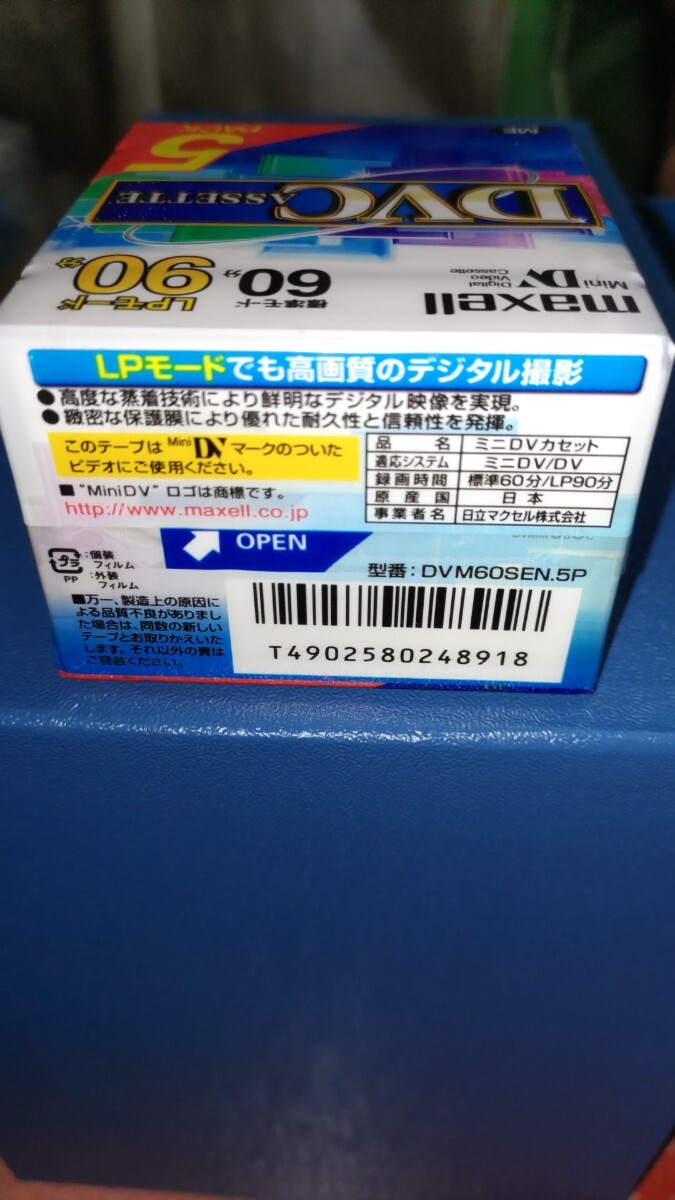 ME
5
PACK
DVC
ASSETTE
標準モード
60分
LPモード
90分
Mini DV Digital Video Cassette
maxell
LPモードでも高画質のデジタル撮影
●高度な蒸着技術により鮮明なデジタル映像を実現。
●緻密な保護膜により優れた耐久性と信頼性を発揮。
このテープは Mini DV マークのついた
ビデオにご使用ください。
■ "MiniDV" ロゴは商標です。
http://www.maxell.co.jp
品名 ミニDVカセット
適応システム ミニDV/DV
録画時間 標準60分/LP90分
原産国 日本
事業者名 日立マクセル株式会社
OPEN
プラ
:個装
フィルム
PP :外装
フィルム
型番:DVM60SEN.5P
■万一、製造上の原因に
よる品質不良がありまし
た場合は、同数の新しい
テープとお取りかえいた
します。それ以外の責は
ご容赦ください。
T4902580248918